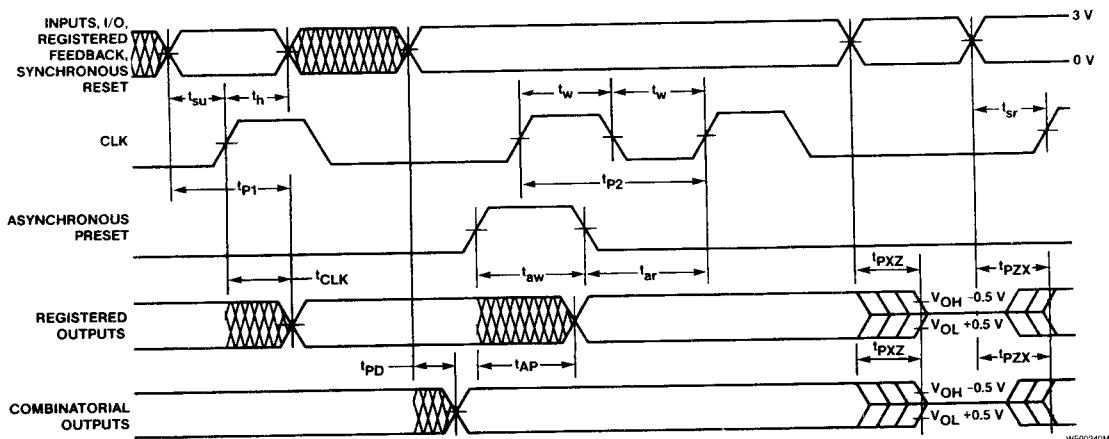 INPUTS, I/O,
REGISTERED
FEEDBACK,
SYNCHRONOUS
RESET
3 V
0 V
tsu
th
tw
tw
tsr
CLK
tP1
tP2
ASYNCHRONOUS
PRESET
tCLK
taw
tar
tPXZ
tPZX
REGISTERED
OUTPUTS
VOH -0.5 V
VOL +0.5 V
tPD
tAP
tPXZ
tPZX
COMBINATORIAL
OUTPUTS
VOH -0.5 V
VOL +0.5 V